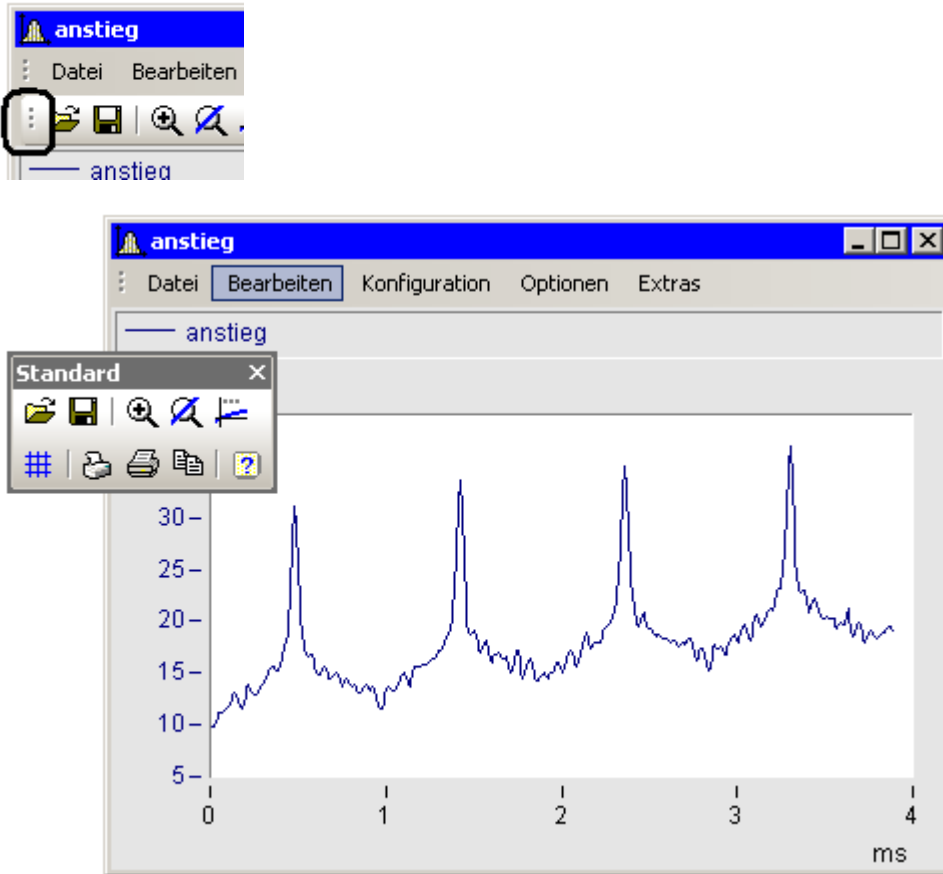 anstieg
Datei Bearbeiten
anstieg
anstieg
Datei Bearbeiten Konfiguration Optionen Extras
anstieg
Standard
30
25
20
15
10
5
0 1 2 3 4
ms